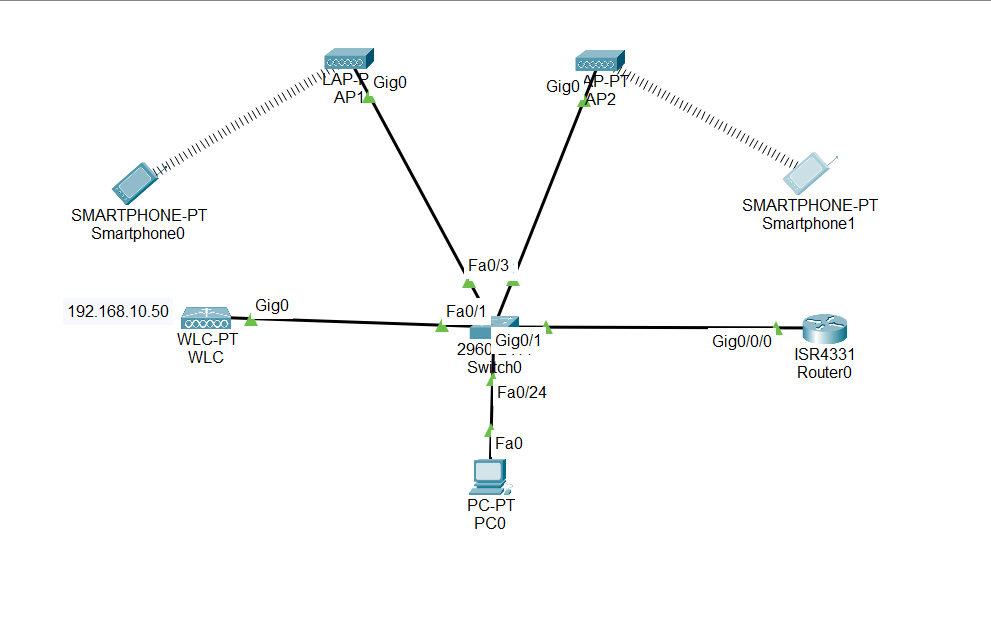 LAP-P
Gig0
AP1
Gig0
AP-PT
AP2
SMARTPHONE-PT
Smartphone0
SMARTPHONE-PT
Smartphone1
Fa0/3
192.168.10.50
Gig0
Fa0/1
WLC-PT
WLC
Gig0/1
2960
Switch0
Gig0/0/0
ISR4331
Router0
Fa0/24
Fa0
PC-PT
PC0